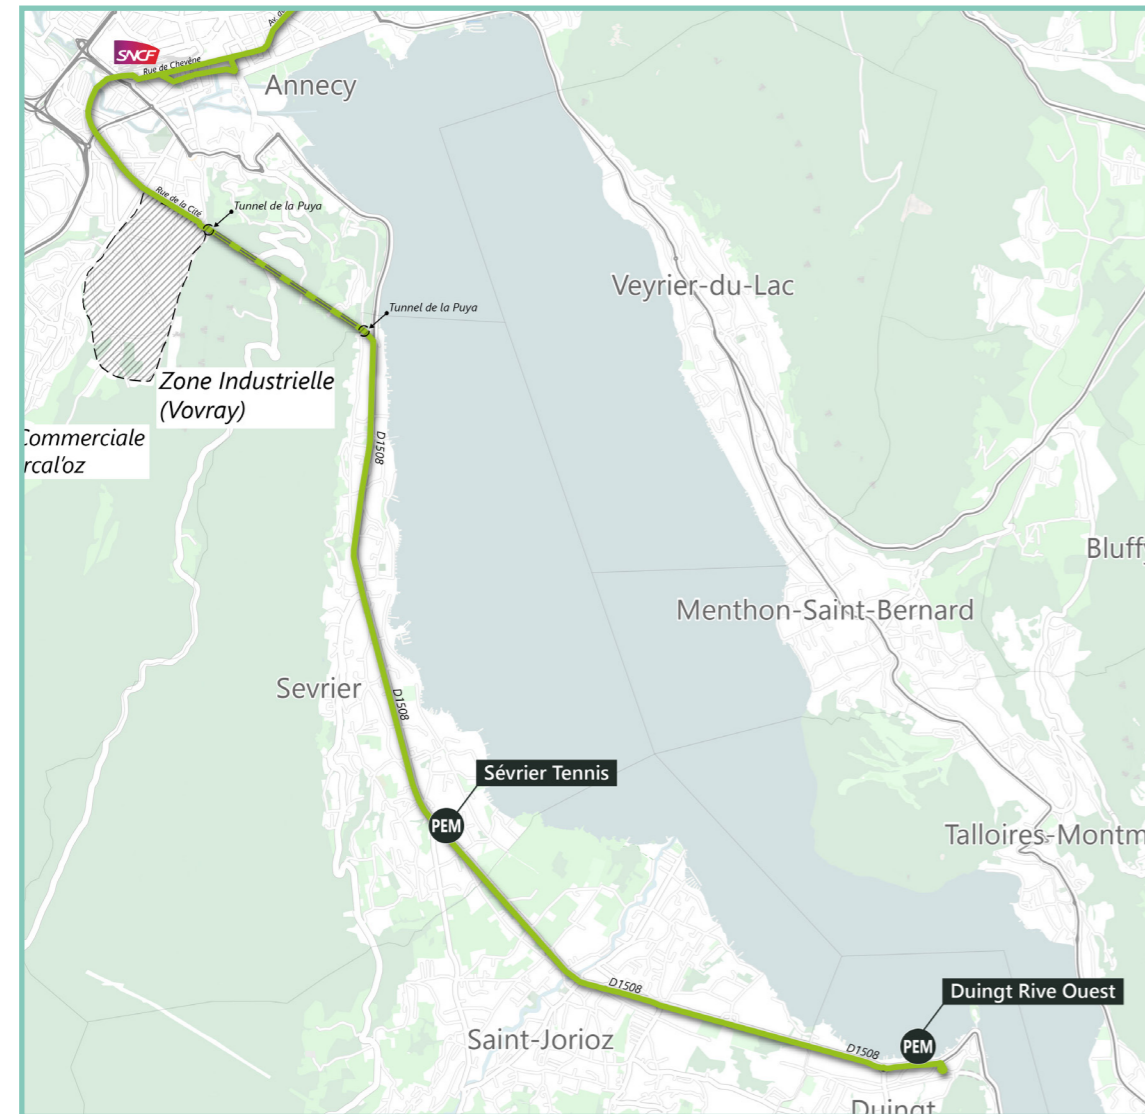 Av. d
SNCF
Rue de Chevêne
Annecy
Rue de la Cité
Tunnel de la Puya
Tunnel de la Puya
Veyrier-du-Lac
Zone Industrielle
(Vovray)
Commerciale
rcal'oz
D1508
Bluffy
Menthon-Saint-Bernard
Sevrier
D1508
Sévrier Tennis
PEM
Talloires-Montm
D1508
Duingt Rive Ouest
Saint-Jorioz
PEM
D1508
Duingt